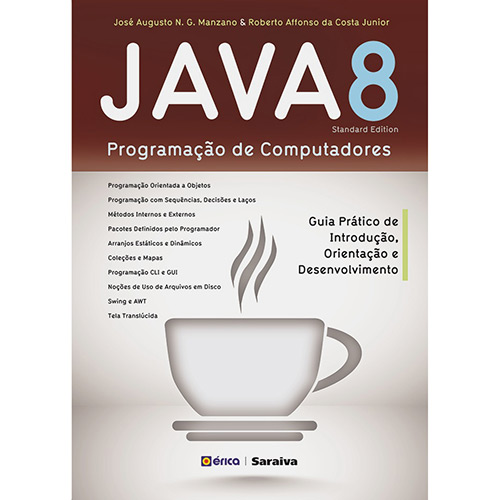 José Augusto N. G. Manzano & Roberto Affonso da Costa Junior
JAVA8
Standard Edition
Programação de Computadores
Programação Orientada a Objetos
Programação com Sequências, Decisões e Laços
Métodos Internos e Externos
Pacotes Definidos pelo Programador
Arranjos Estáticos e Dinâmicos
Coleções e Mapas
Programação CLI e GUI
Noções de Uso de Arquivos em Disco
Swing e AWT
Tela Translúcida
Guia Prático de
Introdução,
Orientação e
Desenvolvimento
érica | Saraiva